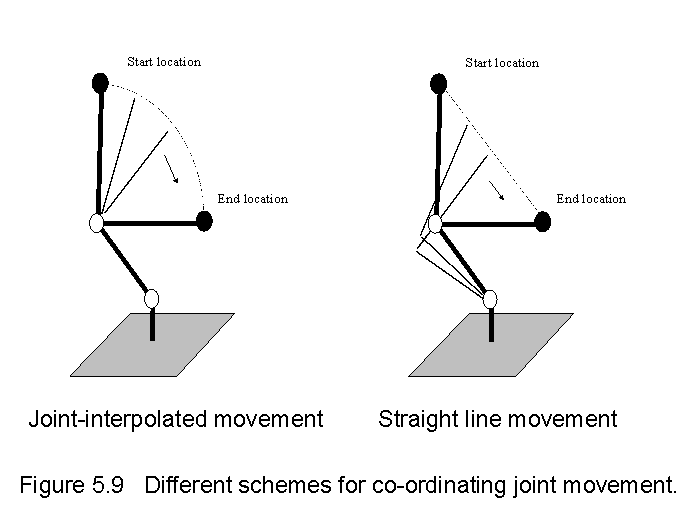 Start location
Start location
End location
End location
Joint-interpolated movement
Straight line movement
Figure 5.9 Different schemes for co-ordinating joint movement.